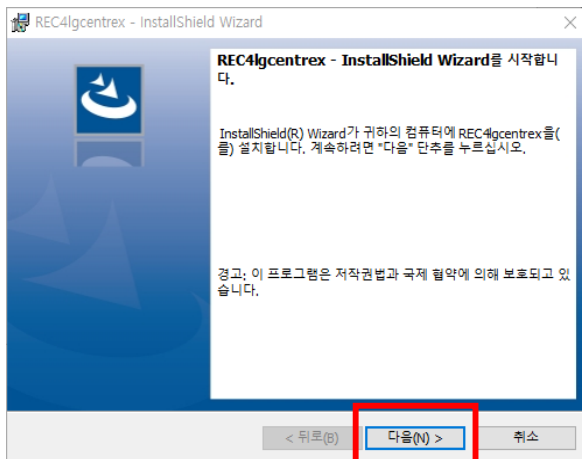 REC4lgcentrex - InstallShield Wizard
REC4lgcentrex - InstallShield Wizard를 시작합니
다.
InstallShield(R) Wizard가 귀하의 컴퓨터에 REC4lgcentrex을(
를) 설치합니다. 계속하려면 "다음" 단추를 누르십시오.
경고: 이 프로그램은 저작권법과 국제 협약에 의해 보호되고 있
습니다.
< 뒤로(B)
다음(N) >
취소